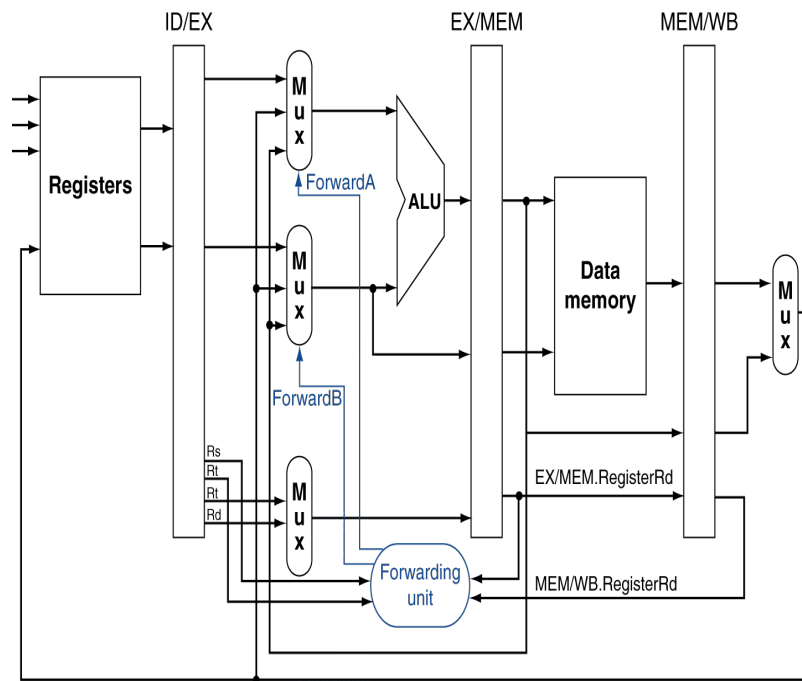 ID/EX
EX/MEM
MEM/WB
M
u
x
Registers
ForwardA
ALU
M
u
x
Data
memory
M
u
x
ForwardB
Rs
Rt
Rt
Rd
M
u
x
EX/MEM.RegisterRd
Forwarding
unit
MEM/WB.RegisterRd